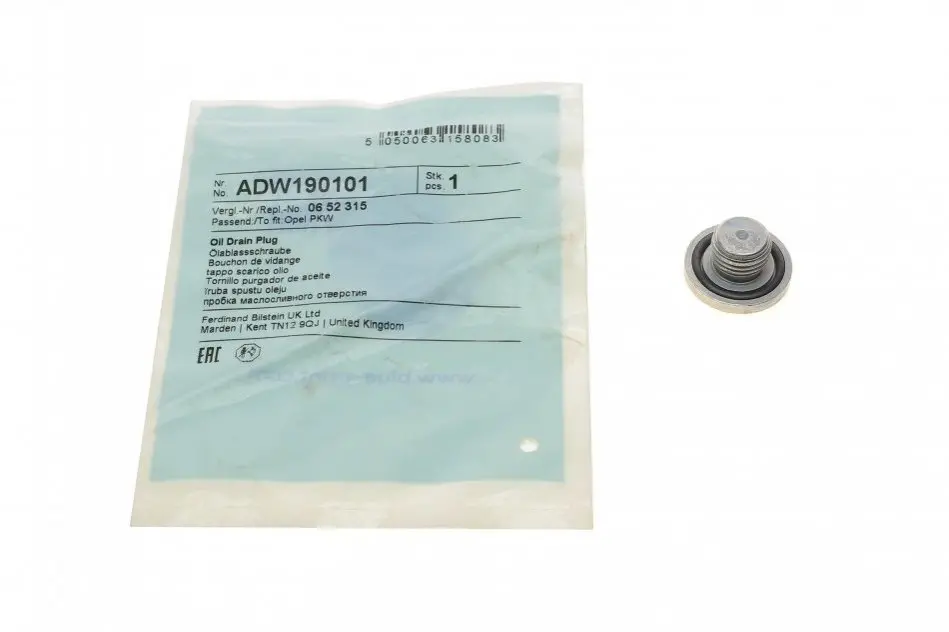 5 050063 158083
Nr.
No. ADW190101
Stk.
pcs. 1
Vergl.-Nr./Repl.-No. 06 52 315
Passend:/To fit:Opel PKW
Oil Drain Plug
Ölablassschraube
Bouchon de vidange
tappo scarico olio
Tornillo purgador de aceite
śruba spustu oleju
пробка маслосливного отверстия
Ferdinand Bilstein UK Ltd
Marden | Kent TN12 9QJ | United Kingdom
EAC